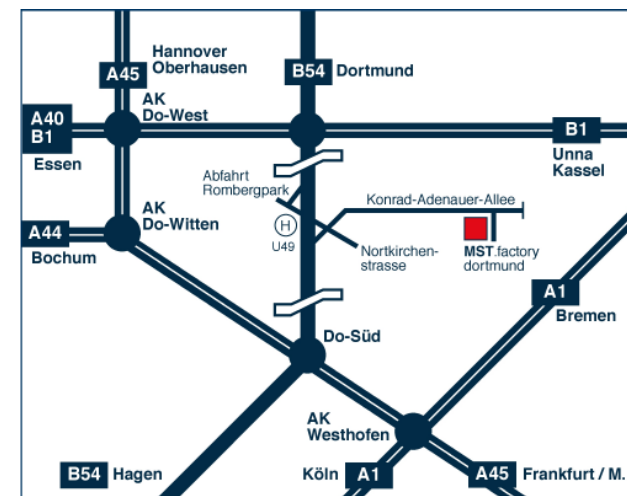 Hannover
Oberhausen
A45
B54 Dortmund
AK
Do-West
A40
B1
Essen
B1
Unna
Kassel
Abfahrt
Rombergpark
Konrad-Adenauer-Allee
AK
Do-Witten
H
U49
A44
Bochum
Nortkirchen-
strasse
MST.factory
dortmund
A1
Bremen
Do-Süd
AK
Westhofen
B54 Hagen
Köln A1
A45 Frankfurt / M.